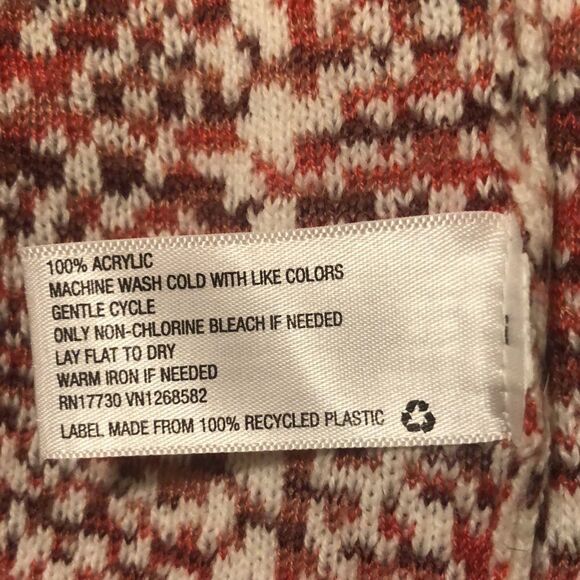 100% ACRYLIC
MACHINE WASH COLD WITH LIKE COLORS
GENTLE CYCLE
ONLY NON-CHLORINE BLEACH IF NEEDED
LAY FLAT TO DRY
WARM IRON IF NEEDED
RN17730 VN1268582
LABEL MADE FROM 100% RECYCLED PLASTIC